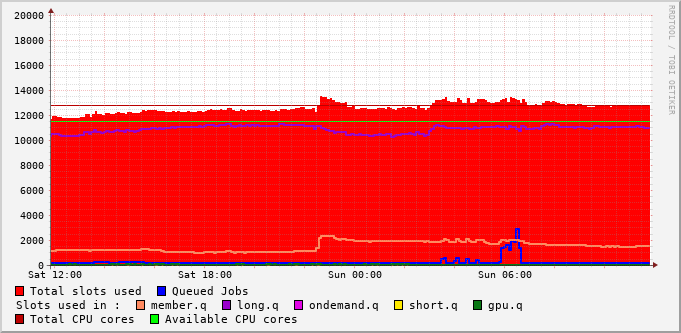 20000
18000
16000
14000
12000
10000
8000
6000
4000
2000
0
Sat 12:00 Sat 18:00 Sun 00:00 Sun 06:00
Total slots used Queued Jobs
Slots used in : member.q long.q ondemand.q short.q gpu.q
Total CPU cores Available CPU cores
RRDTOOL / TOBI OETIKER